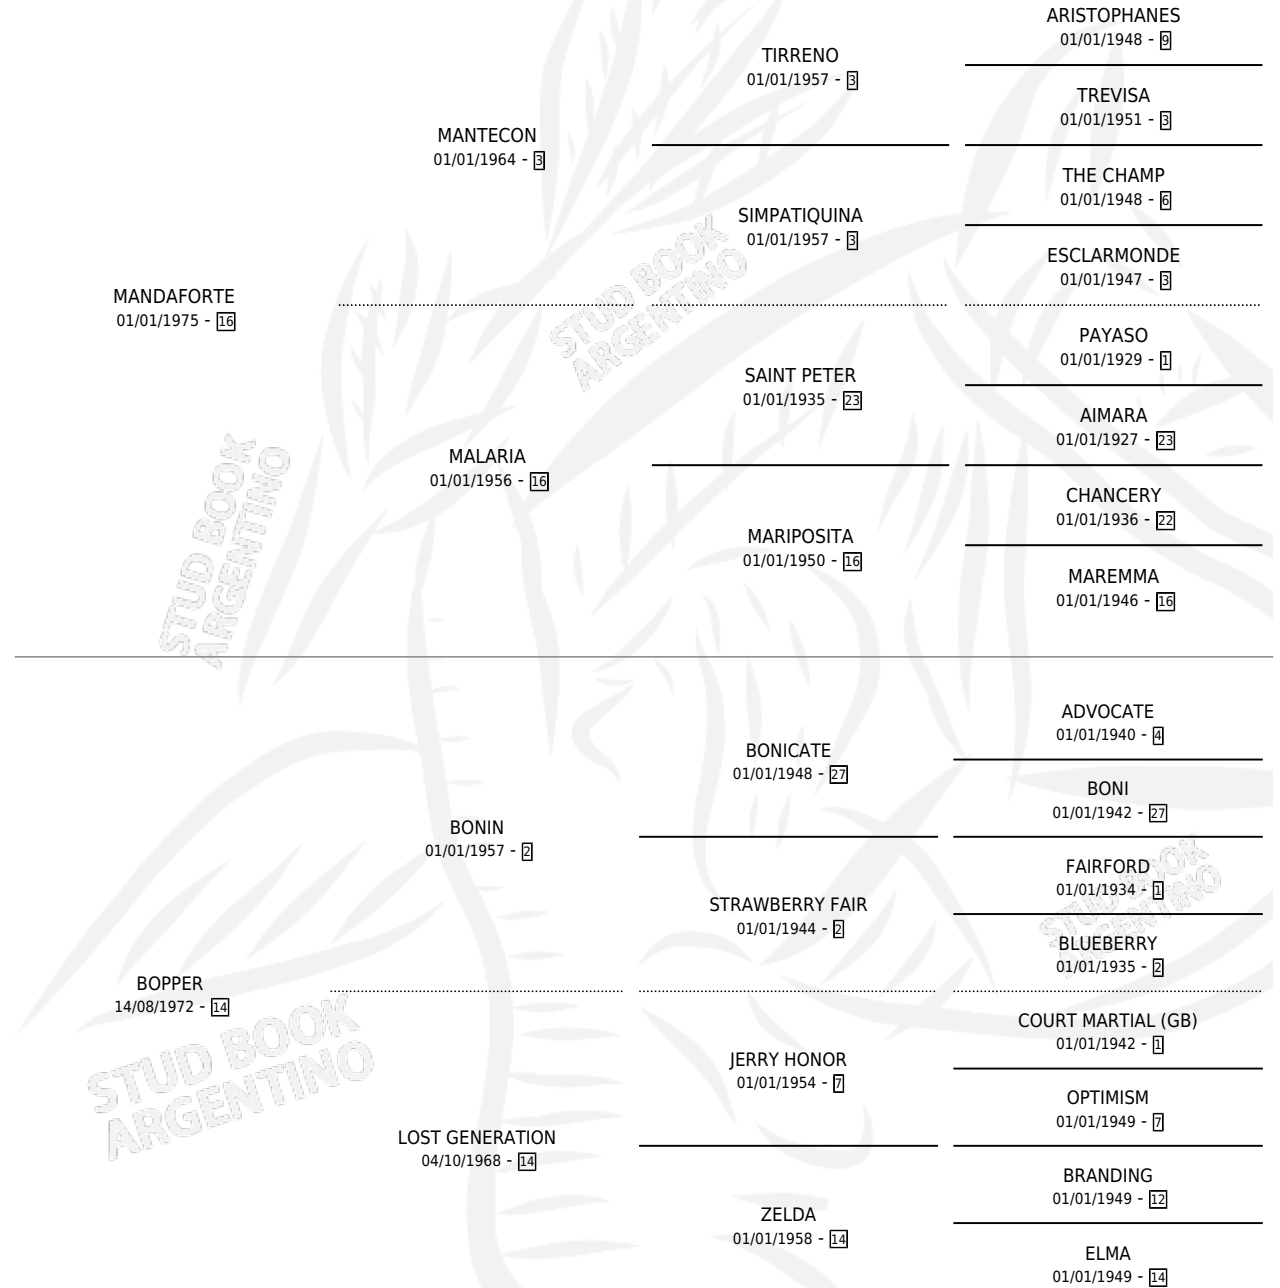 MANDAFORTE
01/01/1975 - 16
MANTECON
01/01/1964 - 3
MALARIA
01/01/1956 - 16
TIRRENO
01/01/1957 - 3
SIMPATIQUINA
01/01/1957 - 3
SAINT PETER
01/01/1935 - 23
MARIPOSITA
01/01/1950 - 16
ARISTOPHANES
01/01/1948 - 9
TREVISA
01/01/1951 - 3
THE CHAMP
01/01/1948 - 6
ESCLARMONDE
01/01/1947 - 3
PAYASO
01/01/1929 - 1
AIMARA
01/01/1927 - 23
CHANCERY
01/01/1936 - 22
MAREMMA
01/01/1946 - 16
STUD BOOK
ARGENTINO
STUD BOOK
ARGENTINO
BOPPER
14/08/1972 - 14
BONIN
01/01/1957 - 2
LOST GENERATION
04/10/1968 - 14
BONICATE
01/01/1948 - 27
STRAWBERRY FAIR
01/01/1944 - 2
JERRY HONOR
01/01/1954 - 7
ZELDA
01/01/1958 - 14
ADVOCATE
01/01/1940 - 4
BONI
01/01/1942 - 27
FAIRFORD
01/01/1934 - 1
BLUEBERRY
01/01/1935 - 2
COURT MARTIAL (GB)
01/01/1942 - 1
OPTIMISM
01/01/1949 - 7
BRANDING
01/01/1949 - 12
ELMA
01/01/1949 - 14
STUD BOOK
ARGENTINO
STUD BOOK
ARGENTINO